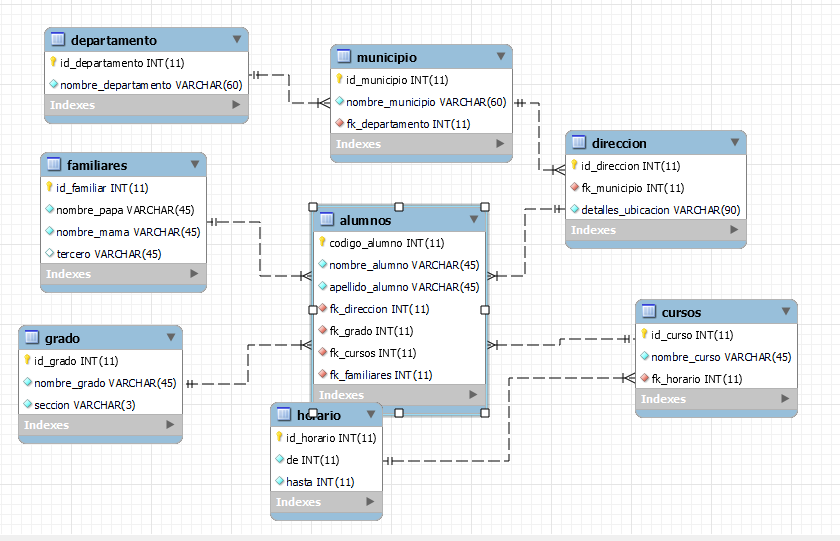 departamento
id_departamento INT(11)
nombre_departamento VARCHAR(60)
Indexes
municipio
id_municipio INT(11)
nombre_municipio VARCHAR(60)
fk_departamento INT(11)
Indexes
direccion
id_direccion INT(11)
fk_municipio INT(11)
detalles_ubicacion VARCHAR(90)
Indexes
familiares
id_familiar INT(11)
nombre_papa VARCHAR(45)
nombre_mama VARCHAR(45)
tercero VARCHAR(45)
Indexes
alumnos
codigo_alumno INT(11)
nombre_alumno VARCHAR(45)
apellido_alumno VARCHAR(45)
fk_direccion INT(11)
fk_grado INT(11)
fk_cursos INT(11)
fk_familiares INT(11)
Indexes
grado
id_grado INT(11)
nombre_grado VARCHAR(45)
seccion VARCHAR(3)
Indexes
cursos
id_curso INT(11)
nombre_curso VARCHAR(45)
fk_horario INT(11)
Indexes
horario
id_horario INT(11)
de INT(11)
hasta INT(11)
Indexes